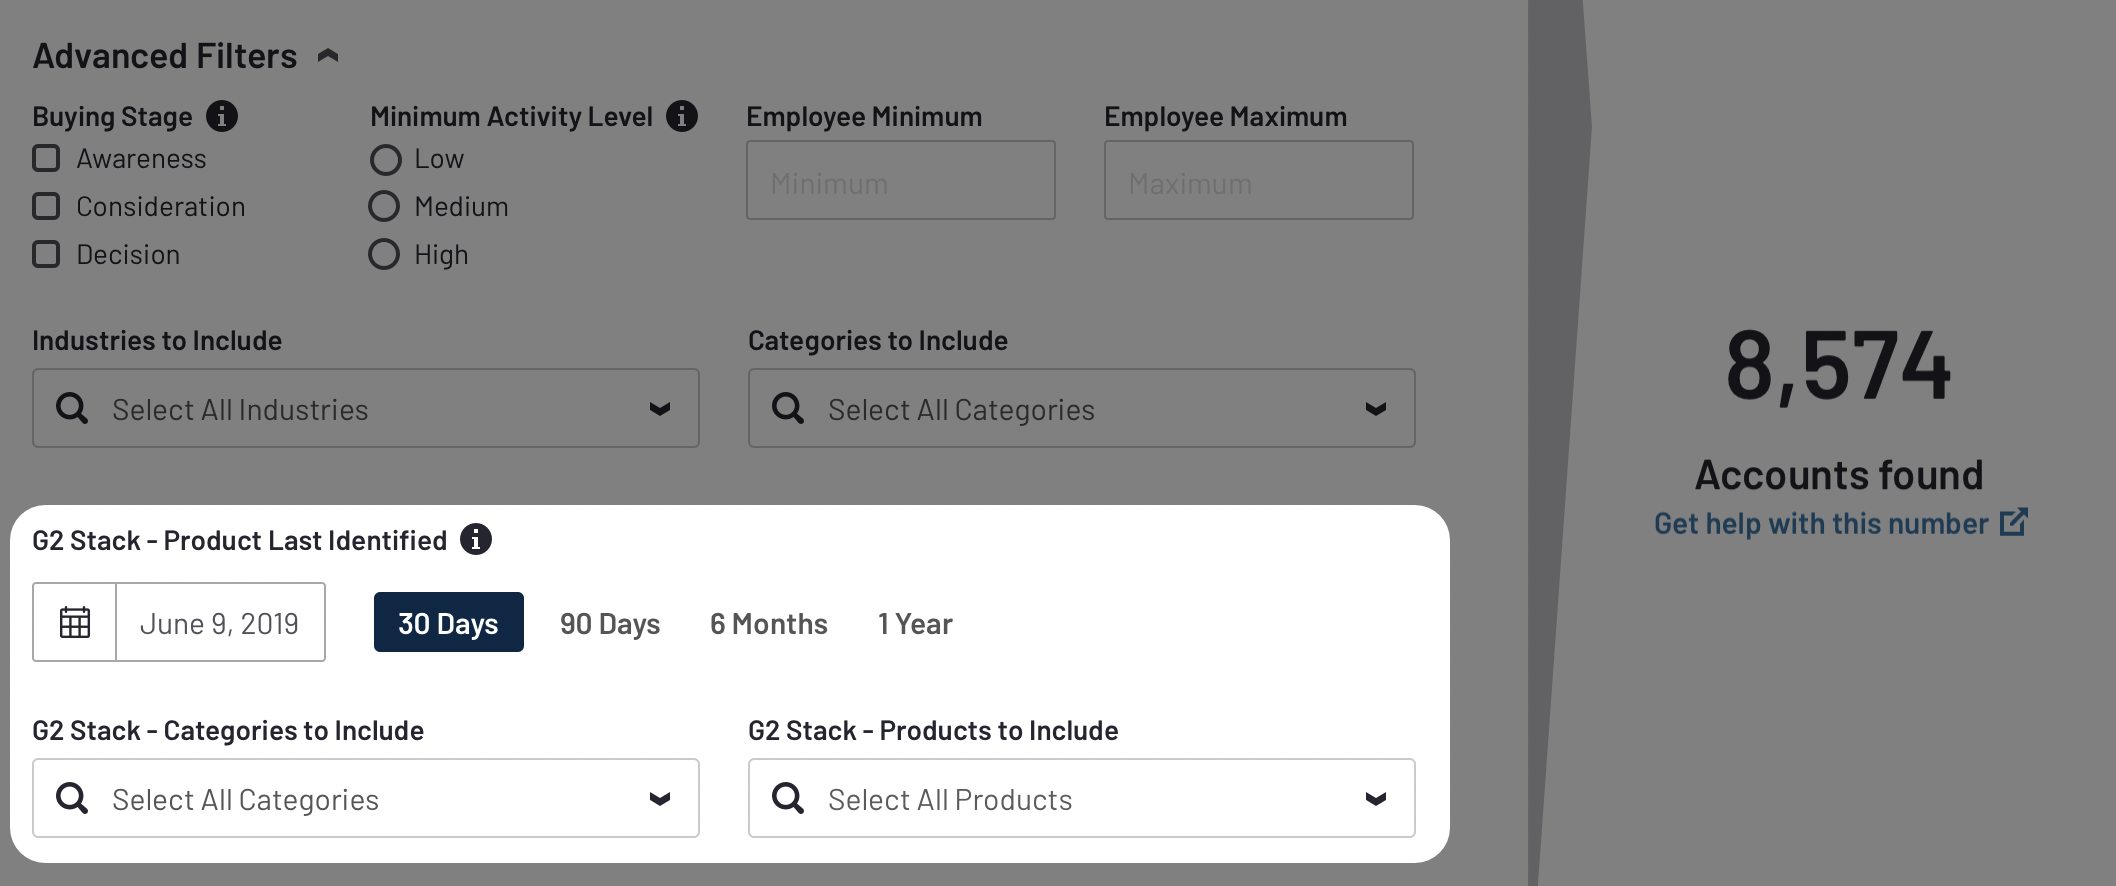 Advanced Filters
Buying Stage
Awareness
Consideration
Decision
Minimum Activity Level
Low
Medium
High
Employee Minimum
Minimum
Employee Maximum
Maximum
Industries to Include
Select All Industries
Categories to Include
Select All Categories
G2 Stack - Product Last Identified
June 9, 2019
30 Days
90 Days
6 Months
1 Year
G2 Stack - Categories to Include
Select All Categories
G2 Stack - Products to Include
Select All Products
8,574
Accounts found
Get help with this number